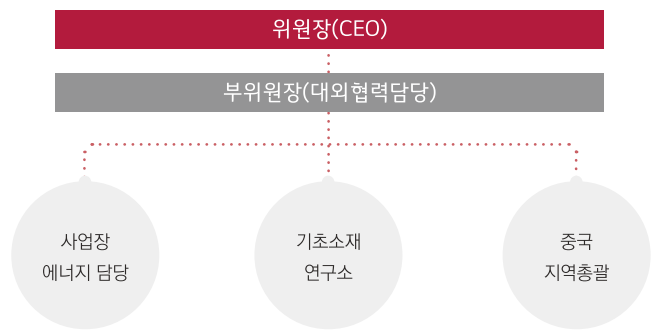 위원장(CEO)
부위원장(대외협력담당)
사업장
에너지 담당
기초소재
연구소
중국
지역총괄